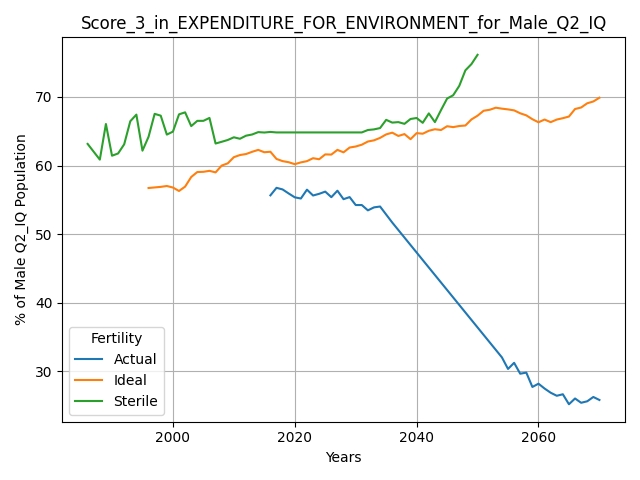 Score_3_in_EXPENDITURE_FOR_ENVIRONMENT_for_Male_Q2_IQ
% of Male Q2_IQ Population
70
60
50
40
30
Fertility
Actual
Ideal
Sterile
2000 2020 2040 2060
Years